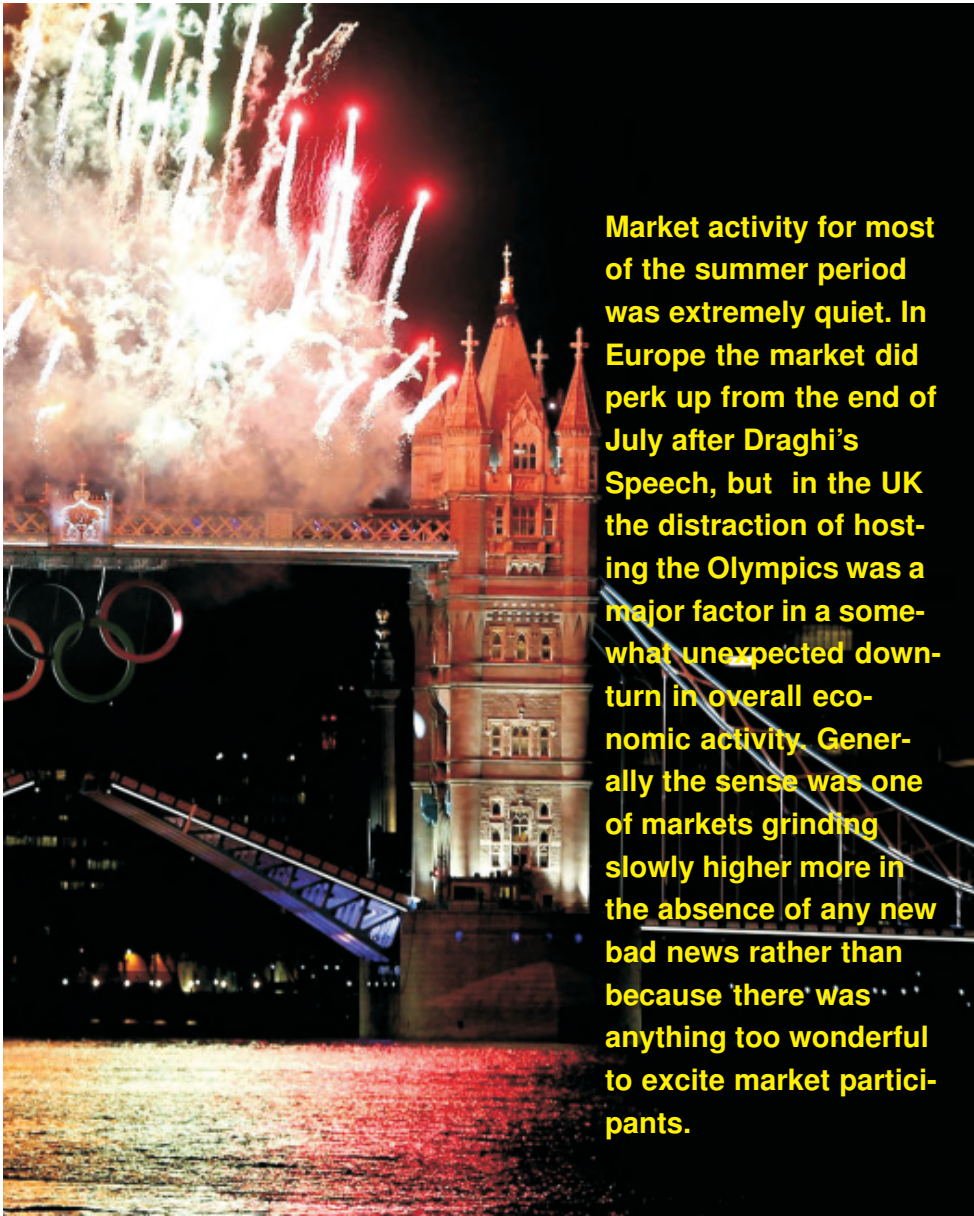 Market activity for most
of the summer period
was extremely quiet. In
Europe the market did
perk up from the end of
July after Draghi's
Speech, but  in the UK
the distraction of host-
ing the Olympics was a
major factor in a some-
what unexpected down-
turn in overall eco-
nomic activity. Gener-
ally the sense was one
of markets grinding
slowly higher more in
the absence of any new
bad news rather than
because there was
anything too wonderful
to excite market partici-
pants.